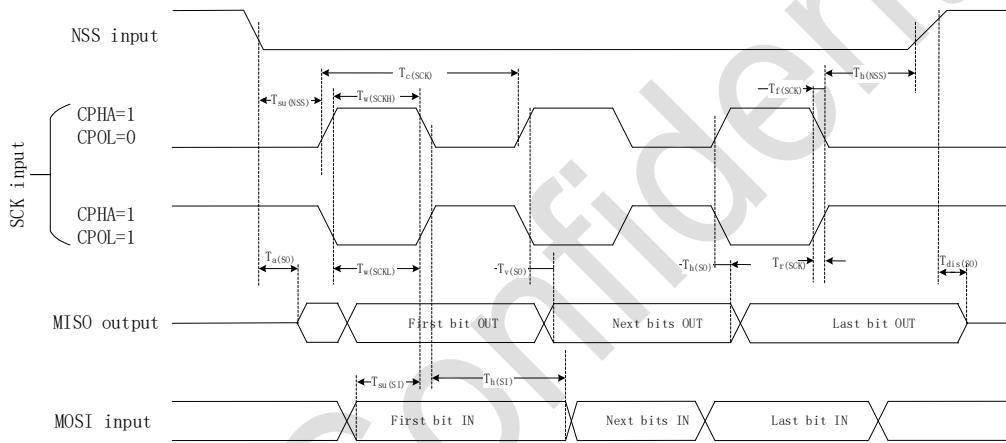 NSS input
Tc(SCK)
Th(NSS)
Tsu(NSS)
Tw(SCKH)
Tf(SCK)
CPHA=1
CPOL=0
SCK input
CPHA=1
CPOL=1
Ta(SO)
Tw(SCKL)
Tv(SO)
Th(SO)
Tr(SCK)
Tdis(SO)
MISO output
First bit OUT
Next bits OUT
Last bit OUT
Tsu(SI)
Th(SI)
MOSI input
First bit IN
Next bits IN
Last bit IN